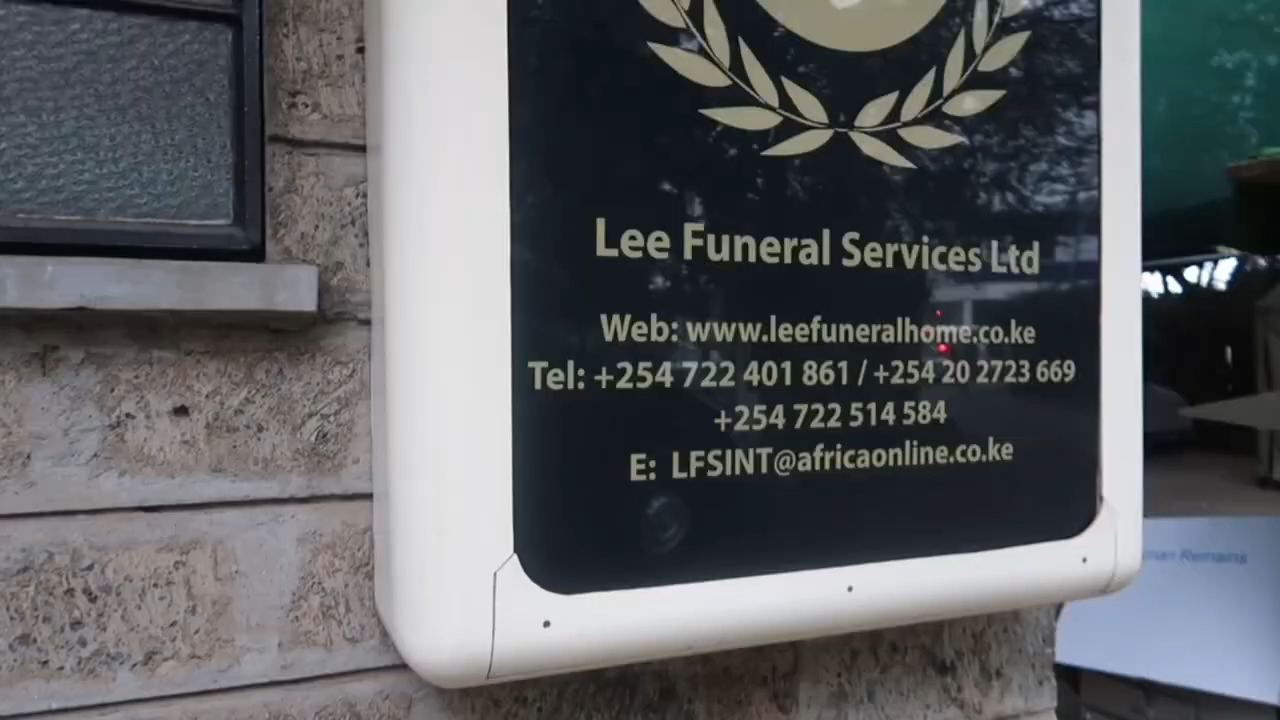 Lee Funeral Services Ltd
Web: www.leefuneralhome.co.ke
Tel: +254 722 401 861 / +254 20 2723 669
+254 722 514 584
E: LFSINT@africaonline.co.ke
Remains